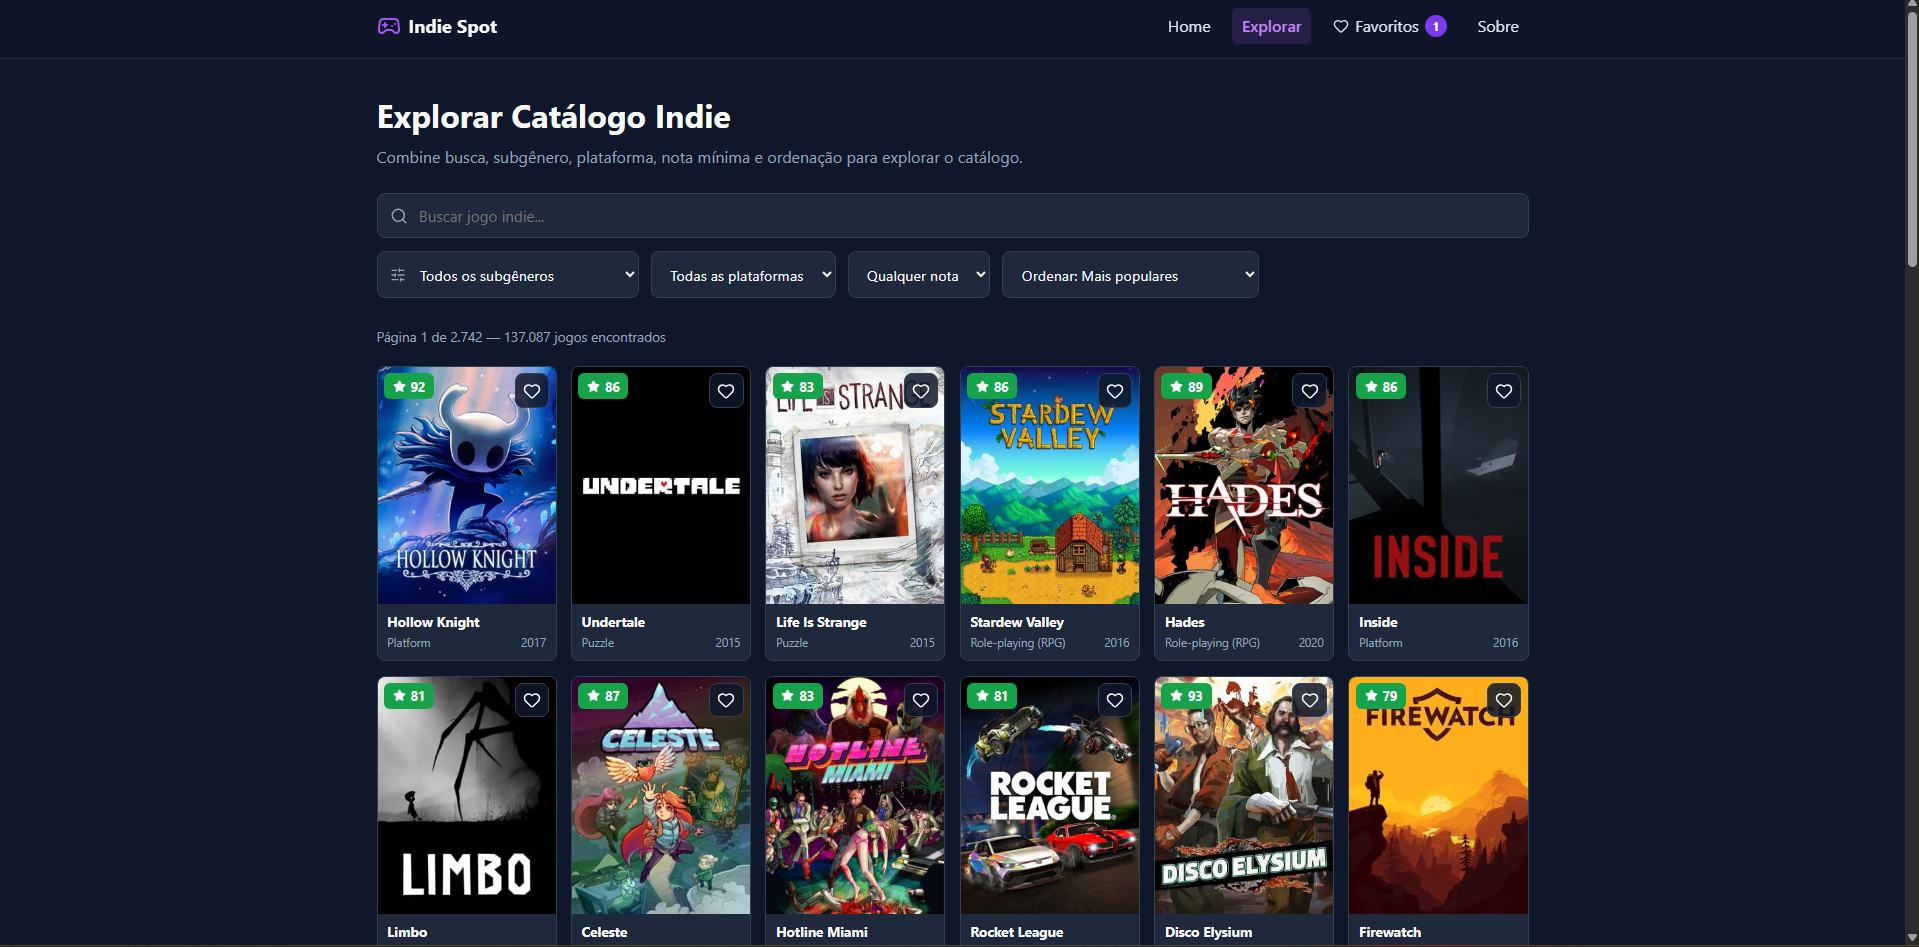 Indie Spot
Home
Explorar
Favoritos 1
Sobre
Explorar Catálogo Indie
Combine busca, subgênero, plataforma, nota mínima e ordenação para explorar o catálogo.
Buscar jogo indie...
Todos os subgêneros
Todas as plataformas
Qualquer nota
Ordenar: Mais populares
Página 1 de 2.742 — 137.087 jogos encontrados
92
HOLLOW KNIGHT
Hollow Knight
Platform 2017
86
UNDERTALE
Undertale
Puzzle 2015
83
LIFE IS STRANGE
Life Is Strange
Puzzle 2015
86
STARDEW
VALLEY
Stardew Valley
Role-playing (RPG) 2016
89
HADES
Hades
Role-playing (RPG) 2020
86
INSIDE
Inside
Platform 2016
81
LIMBO
Limbo
87
CELESTE
Celeste
83
HOTLINE
MIAMI
Hotline Miami
81
ROCKET
LEAGUE
Rocket League
93
DISCO ELYSIUM
Disco Elysium
79
FIREWATCH
Firewatch